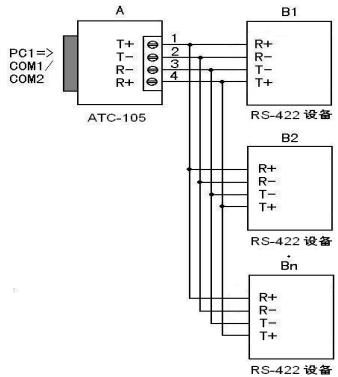 A
PC1=>
COM1/
COM2
T+ 1
T- 2
R- 3
R+ 4
ATC-105
B1
R+
R-
T-
T+
RS-422 设备
B2
R+
R-
T-
T+
RS-422 设备
Bn
R+
R-
T-
T+
RS-422 设备